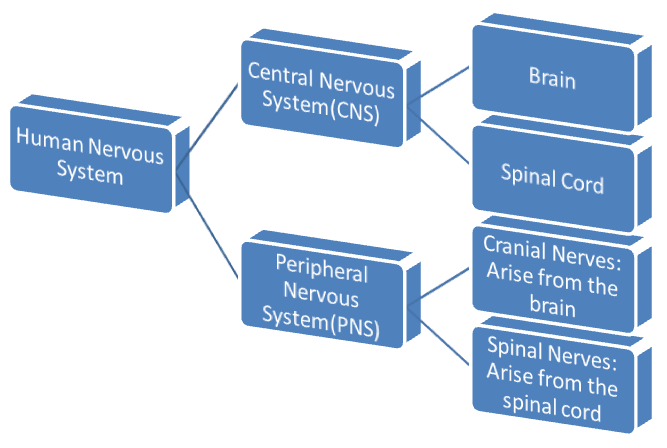 Human Nervous
System
Central Nervous
System(CNS)
Brain
Spinal Cord
Peripheral
Nervous
System(PNS)
Cranial Nerves:
Arise from the
brain
Spinal Nerves:
Arise from the
spinal cord